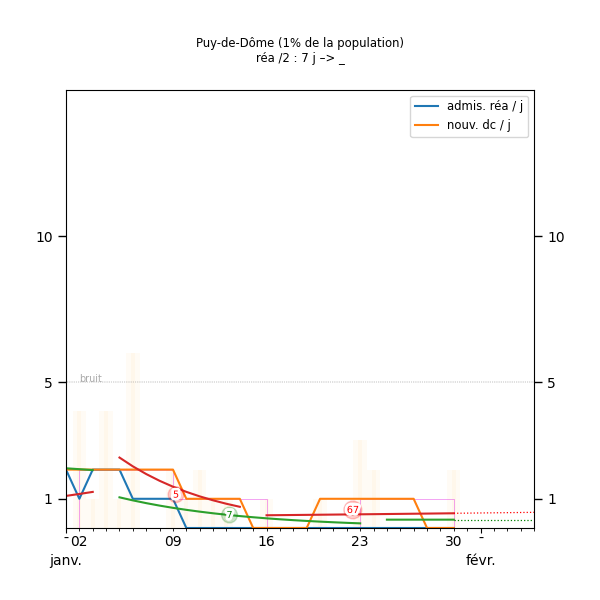 Puy-de-Dôme (1% de la population)
réa /2 : 7 j –> _
admis. réa / j
nouv. dc / j
10 10
bruit
5 5
5
7
67
1 1
- 02 09 16 23 30 -
janv. févr.